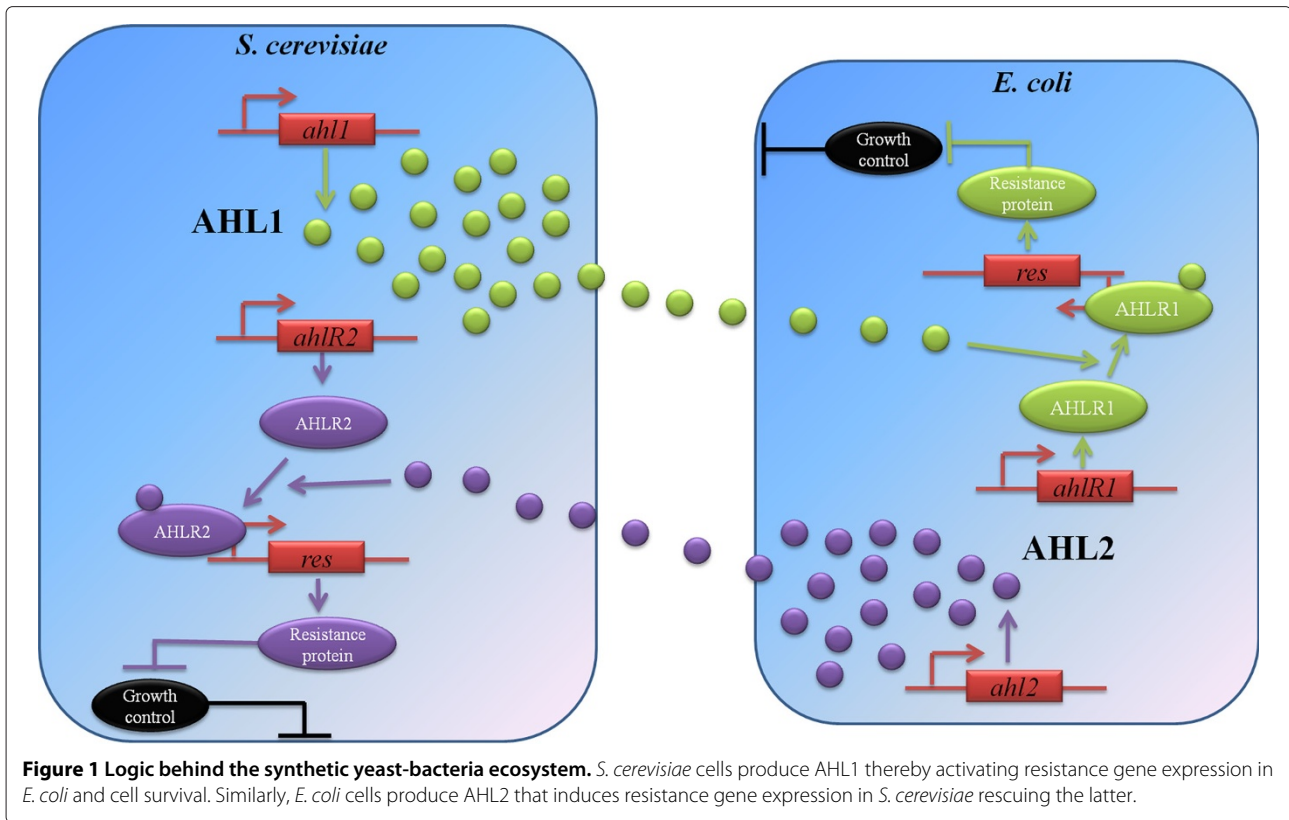 S. cerevisiae
ahl1
AHL1
ahlR2
AHLR2
AHLR2
res
Resistance
protein
Growth
control
E. coli
Growth
control
Resistance
protein
res
AHLR1
AHLR1
ahlR1
AHL2
ahl2
Figure 1 Logic behind the synthetic yeast-bacteria ecosystem. S. cerevisiae cells produce AHL1 thereby activating resistance gene expression in
E. coli and cell survival. Similarly, E. coli cells produce AHL2 that induces resistance gene expression in S. cerevisiae rescuing the latter.